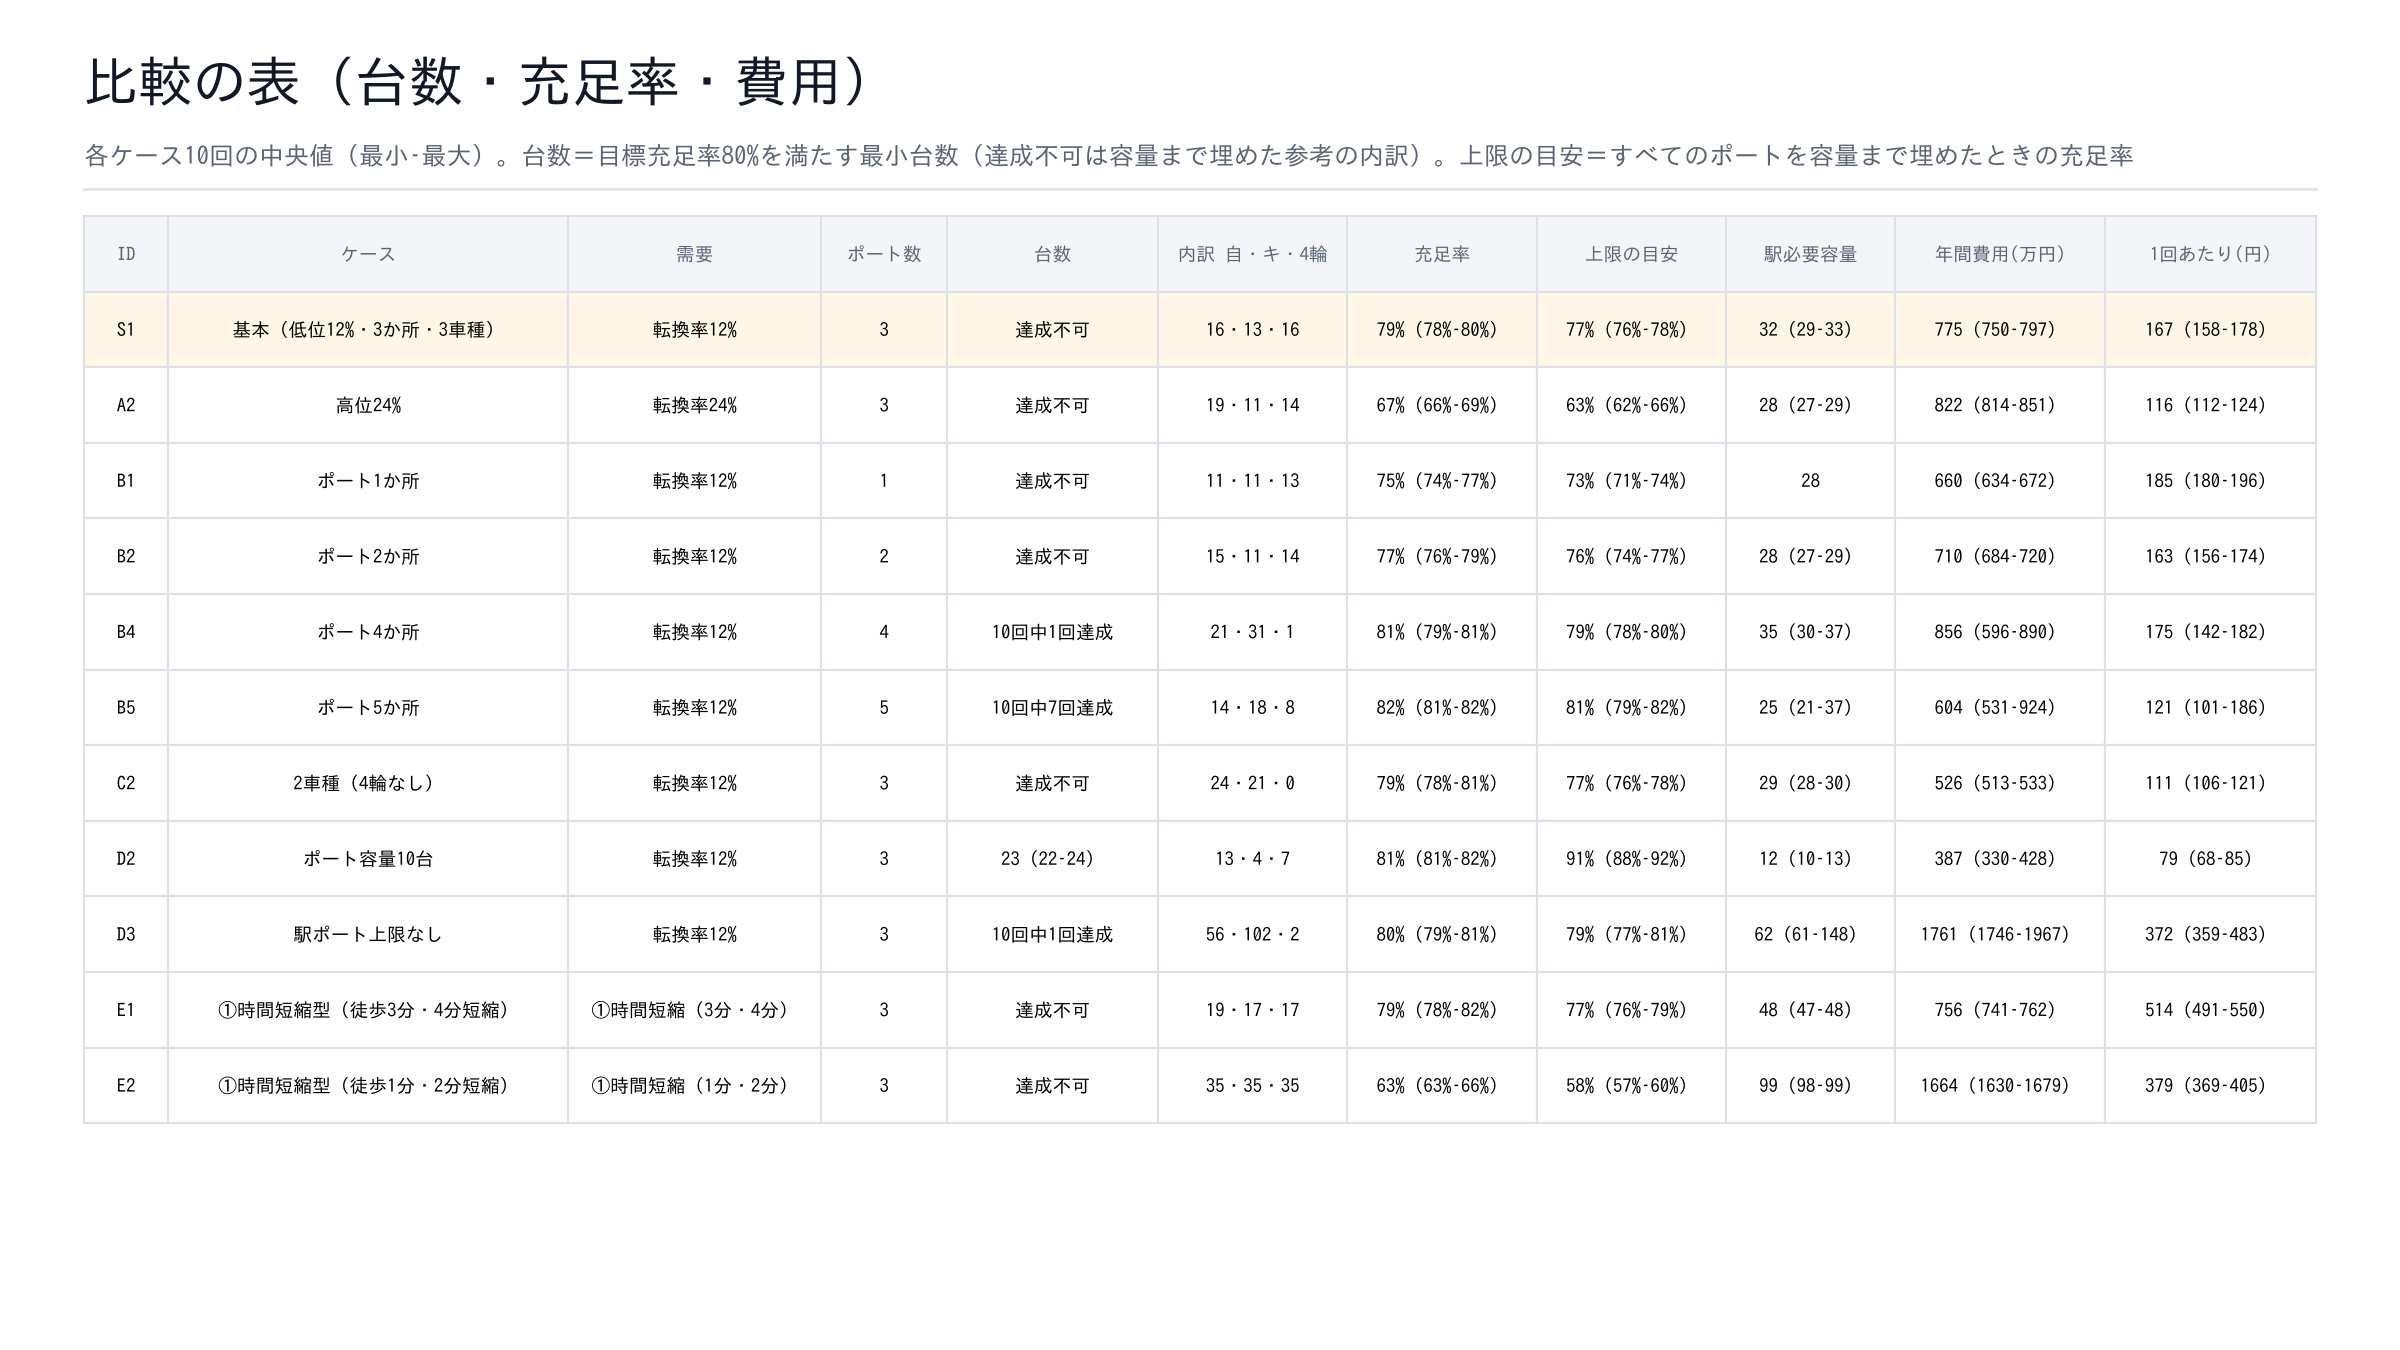 比較の表（台数・充足率・費用）
各ケース10回の中央値（最小-最大）。台数＝目標充足率80%を満たす最小台数（達成不可は容量まで埋めた参考の内訳）。上限の目安＝すべてのポートを容量まで埋めたときの充足率
ID ケース 需要 ポート数 台数 内訳 自・キ・4輪 充足率 上限の目安 駅必要容量 年間費用(万円) 1回あたり(円)
S1 基本（低位12%・3か所・3車種） 転換率12% 3 達成不可 16・13・16 79% (78%-80%) 77% (76%-78%) 32 (29-33) 775 (750-797) 167 (158-178)
A2 高位24% 転換率24% 3 達成不可 19・11・14 67% (66%-69%) 63% (62%-66%) 28 (27-29) 822 (814-851) 116 (112-124)
B1 ポート1か所 転換率12% 1 達成不可 11・11・13 75% (74%-77%) 73% (71%-74%) 28 660 (634-672) 185 (180-196)
B2 ポート2か所 転換率12% 2 達成不可 15・11・14 77% (76%-79%) 76% (74%-77%) 28 (27-29) 710 (684-720) 163 (156-174)
B4 ポート4か所 転換率12% 4 10回中1回達成 21・31・1 81% (79%-81%) 79% (78%-80%) 35 (30-37) 856 (596-890) 175 (142-182)
B5 ポート5か所 転換率12% 5 10回中7回達成 14・18・8 82% (81%-82%) 81% (79%-82%) 25 (21-37) 604 (531-924) 121 (101-186)
C2 2車種（4輪なし） 転換率12% 3 達成不可 24・21・0 79% (78%-81%) 77% (76%-78%) 29 (28-30) 526 (513-533) 111 (106-121)
D2 ポート容量10台 転換率12% 3 23 (22-24) 13・4・7 81% (81%-82%) 91% (88%-92%) 12 (10-13) 387 (330-428) 79 (68-85)
D3 駅ポート上限なし 転換率12% 3 10回中1回達成 56・102・2 80% (79%-81%) 79% (77%-81%) 62 (61-148) 1761 (1746-1967) 372 (359-483)
E1 ①時間短縮型（徒歩3分・4分短縮） ①時間短縮（3分・4分） 3 達成不可 19・17・17 79% (78%-82%) 77% (76%-79%) 48 (47-48) 756 (741-762) 514 (491-550)
E2 ①時間短縮型（徒歩1分・2分短縮） ①時間短縮（1分・2分） 3 達成不可 35・35・35 63% (63%-66%) 58% (57%-60%) 99 (98-99) 1664 (1630-1679) 379 (369-405)